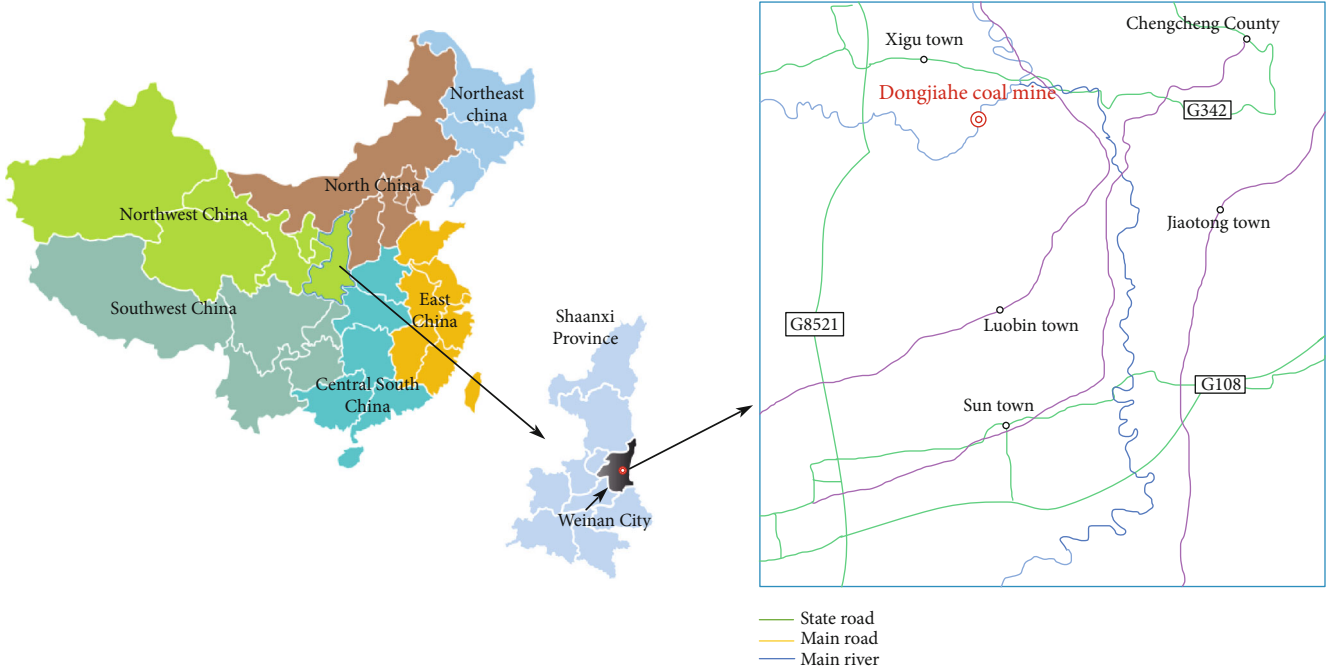 Northeast
china
North China
Northwest China
Southwest China
East
China
Central South
China
Shaanxi
Province
Weinan City
Chengcheng County
Xigu town
Dongjiahe coal mine
G342
Jiaotong town
G8521
Luobin town
G108
Sun town
State road
Main road
Main river